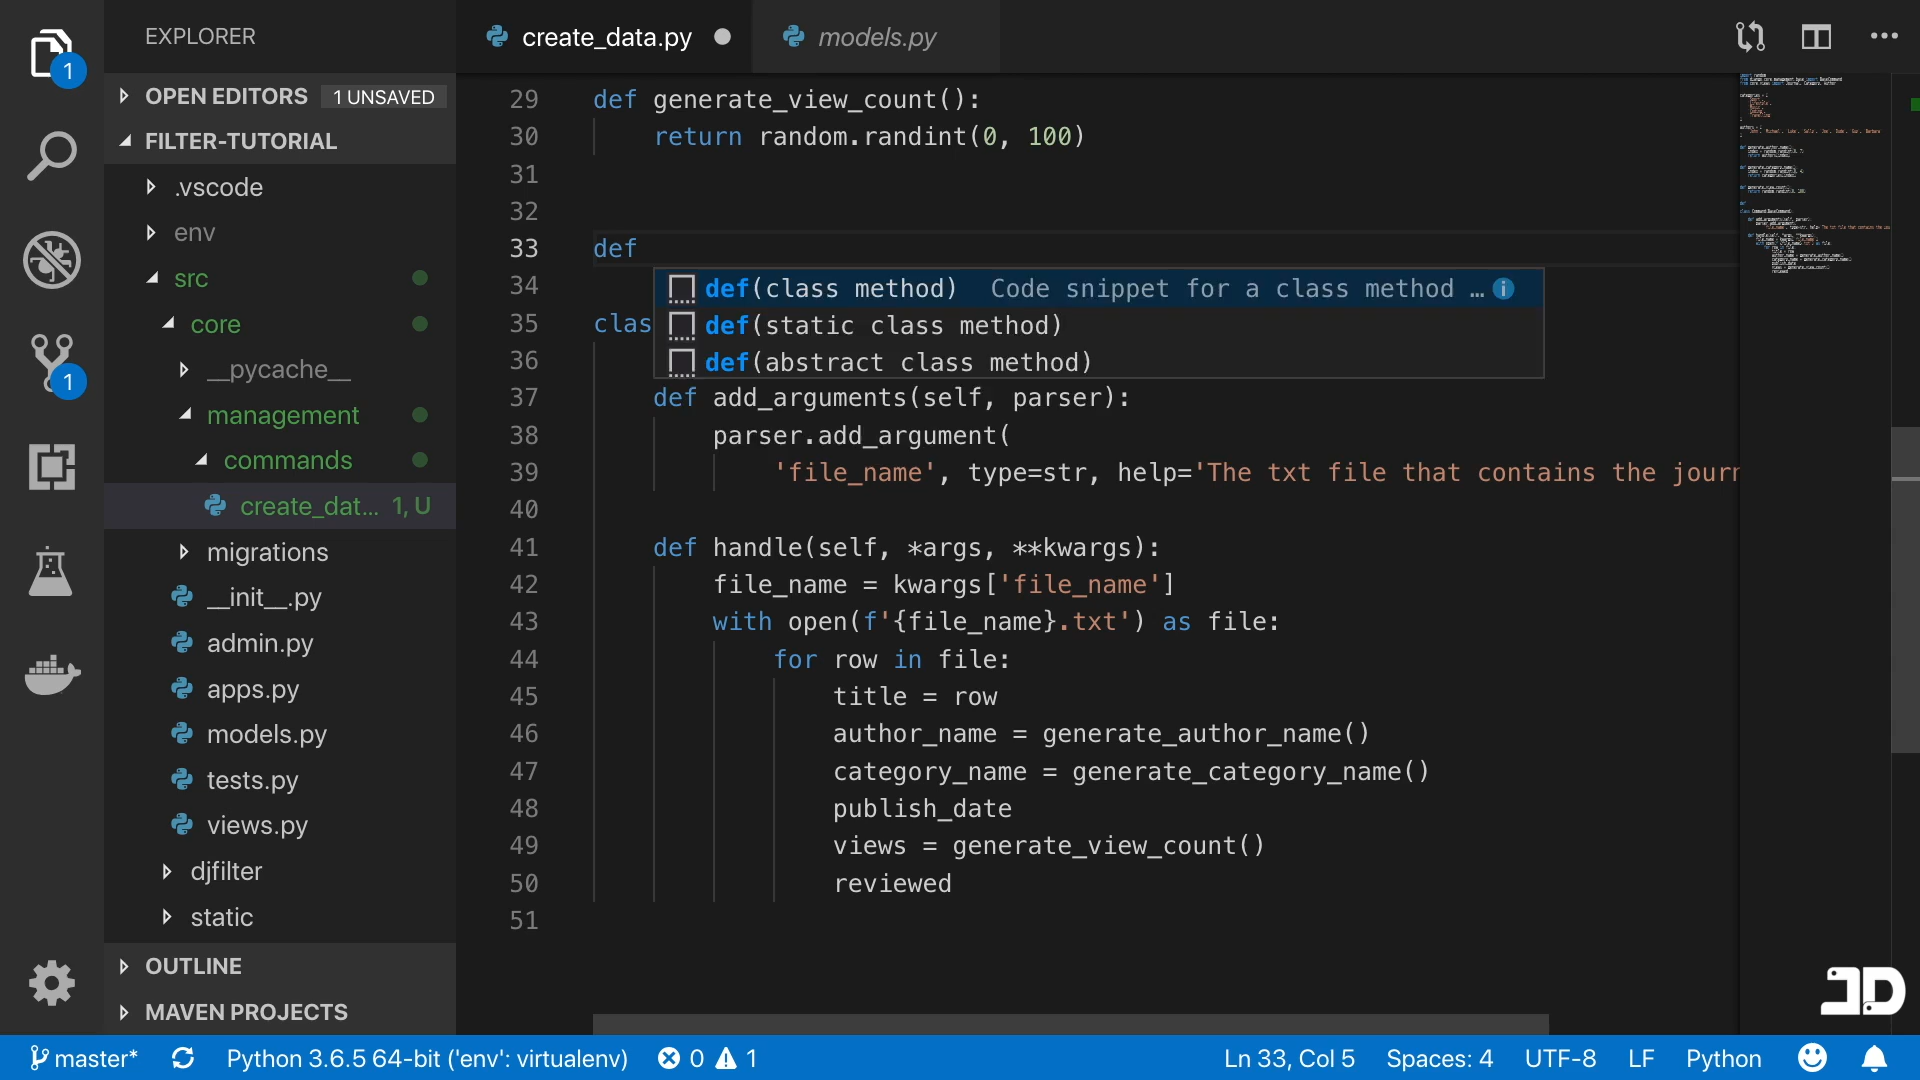 EXPLORER
1
OPEN EDITORS 1 UNSAVED
FILTER-TUTORIAL
.vscode
env
src
core
__pycache__
management
commands
create_dat... 1, U
migrations
__init__.py
admin.py
apps.py
models.py
tests.py
views.py
djfilter
static
OUTLINE
MAVEN PROJECTS
1
create_data.py
models.py
29 def generate_view_count():
30 return random.randint(0, 100)
31
32
33 def
34
35 clas
36
def(class method) Code snippet for a class method …
def(static class method)
def(abstract class method)
37 def add_arguments(self, parser):
38 parser.add_argument(
39 'file_name', type=str, help='The txt file that contains the journ
40
41 def handle(self, *args, **kwargs):
42 file_name = kwargs['file_name']
43 with open(f'{file_name}.txt') as file:
44 for row in file:
45 title = row
46 author_name = generate_author_name()
47 category_name = generate_category_name()
48 publish_date
49 views = generate_view_count()
50 reviewed
51
JD
master* Python 3.6.5 64-bit ('env': virtualenv) 0 1 Ln 33, Col 5 Spaces: 4 UTF-8 LF Python